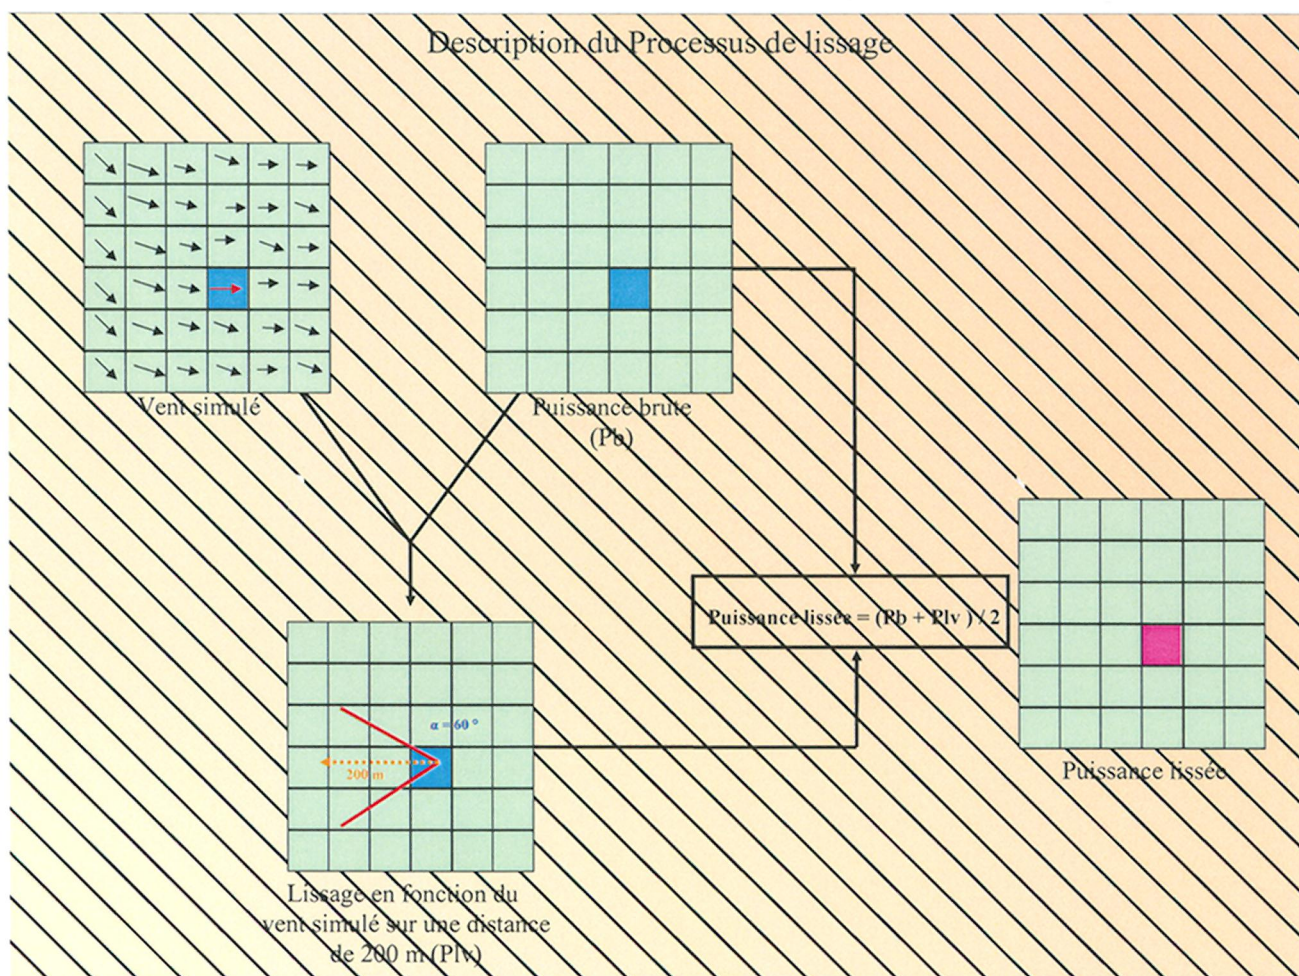 Description du Processus de lissage
Vent simulé
Puissance brute
(Pb)
Puissance lissée = (Pb + Plv ) / 2
α = 60 °
200 m
Puissance lissée
Lissage en fonction du
vent simulé sur une distance
de 200 m (Plv)